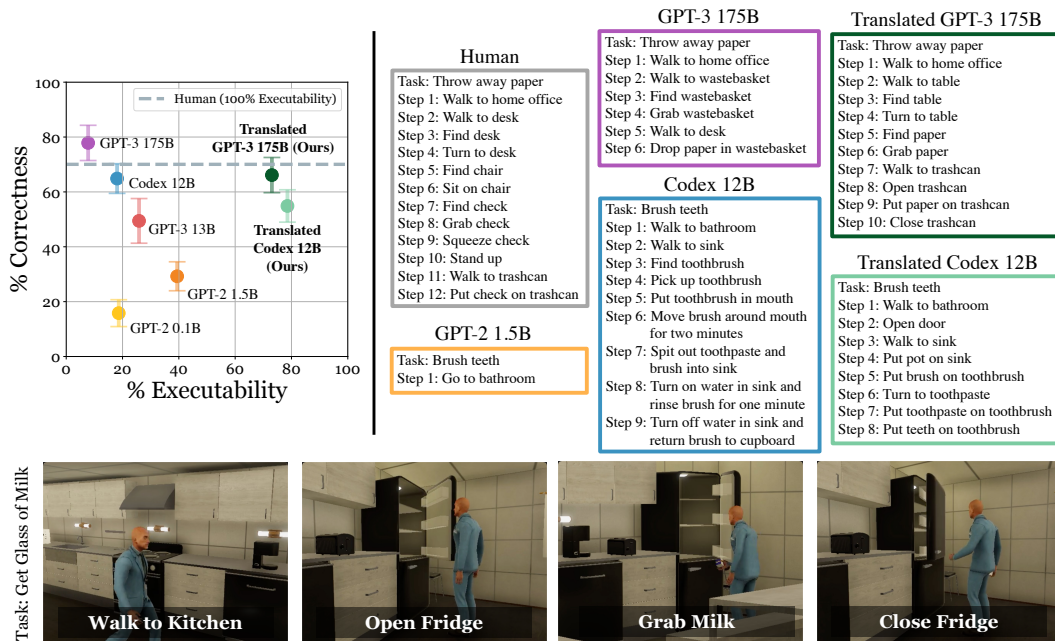 % Correctness
100
80
60
40
20
0
0
20
40
60
80
100
% Executability
Human (100% Executability)
GPT-3 175B
Codex 12B
GPT-3 13B
GPT-2 1.5B
GPT-2 0.1B
Translated
GPT-3 175B (Ours)
Translated
Codex 12B
(Ours)
Human
Task: Throw away paper
Step 1: Walk to home office
Step 2: Walk to desk
Step 3: Find desk
Step 4: Turn to desk
Step 5: Find chair
Step 6: Sit on chair
Step 7: Find check
Step 8: Grab check
Step 9: Squeeze check
Step 10: Stand up
Step 11: Walk to trashcan
Step 12: Put check on trashcan
GPT-2 1.5B
Task: Brush teeth
Step 1: Go to bathroom
GPT-3 175B
Task: Throw away paper
Step 1: Walk to home office
Step 2: Walk to wastebasket
Step 3: Find wastebasket
Step 4: Grab wastebasket
Step 5: Walk to desk
Step 6: Drop paper in wastebasket
Codex 12B
Task: Brush teeth
Step 1: Walk to bathroom
Step 2: Walk to sink
Step 3: Find toothbrush
Step 4: Pick up toothbrush
Step 5: Put toothbrush in mouth
Step 6: Move brush around mouth
for two minutes
Step 7: Spit out toothpaste and
brush into sink
Step 8: Turn on water in sink and
rinse brush for one minute
Step 9: Turn off water in sink and
return brush to cupboard
Translated GPT-3 175B
Task: Throw away paper
Step 1: Walk to home office
Step 2: Walk to table
Step 3: Find table
Step 4: Turn to table
Step 5: Find paper
Step 6: Grab paper
Step 7: Walk to trashcan
Step 8: Open trashcan
Step 9: Put paper on trashcan
Step 10: Close trashcan
Translated Codex 12B
Task: Brush teeth
Step 1: Walk to bathroom
Step 2: Open door
Step 3: Walk to sink
Step 4: Put pot on sink
Step 5: Put brush on toothbrush
Step 6: Turn to toothpaste
Step 7: Put toothpaste on toothbrush
Step 8: Put teeth on toothbrush
Task: Get Glass of Milk
Walk to Kitchen
Open Fridge
Grab Milk
Close Fridge